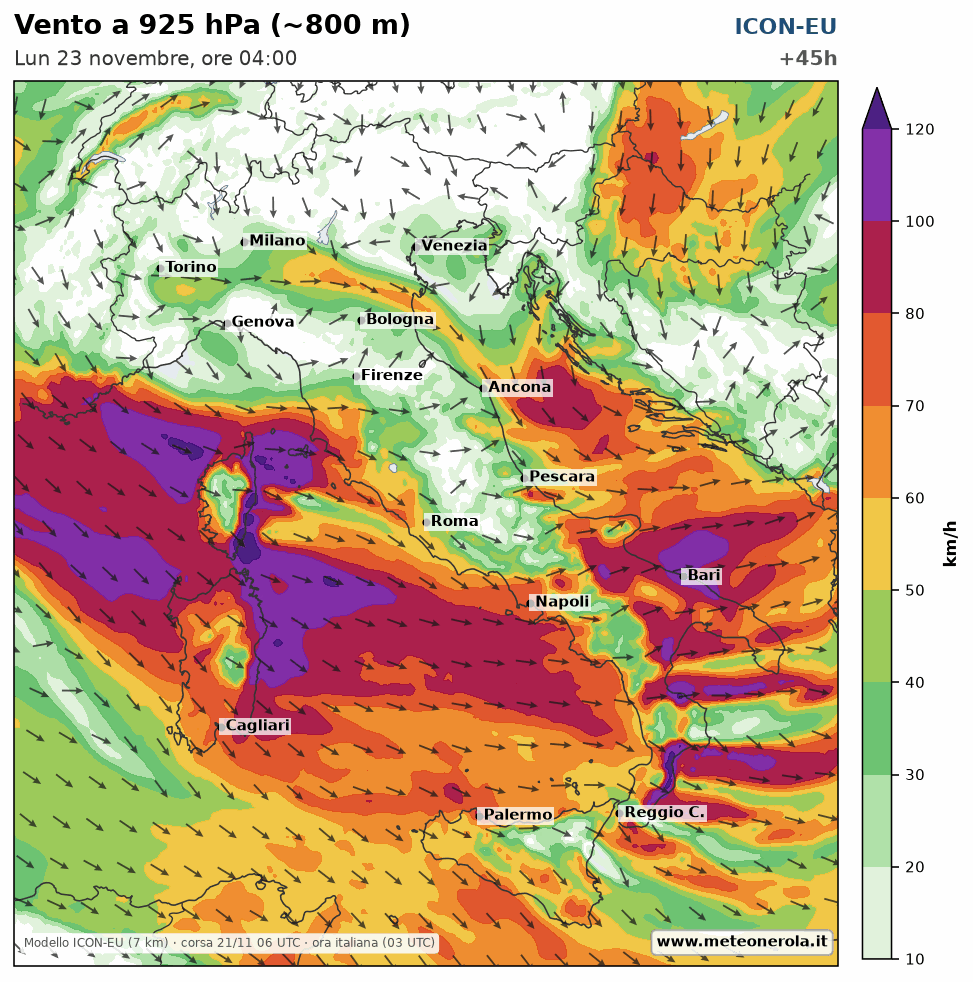 Vento a 925 hPa (~800 m)
ICON-EU
Lun 23 novembre, ore 04:00
+45h
Milano
Venezia
Torino
Genova
Bologna
Firenze
Ancona
Pescara
Roma
Bari
Napoli
Cagliari
Palermo
Reggio C.
120
100
80
70
60
50
40
30
20
10
km/h
Modello ICON-EU (7 km) · corsa 21/11 06 UTC · ora italiana (03 UTC)
www.meteonerola.it